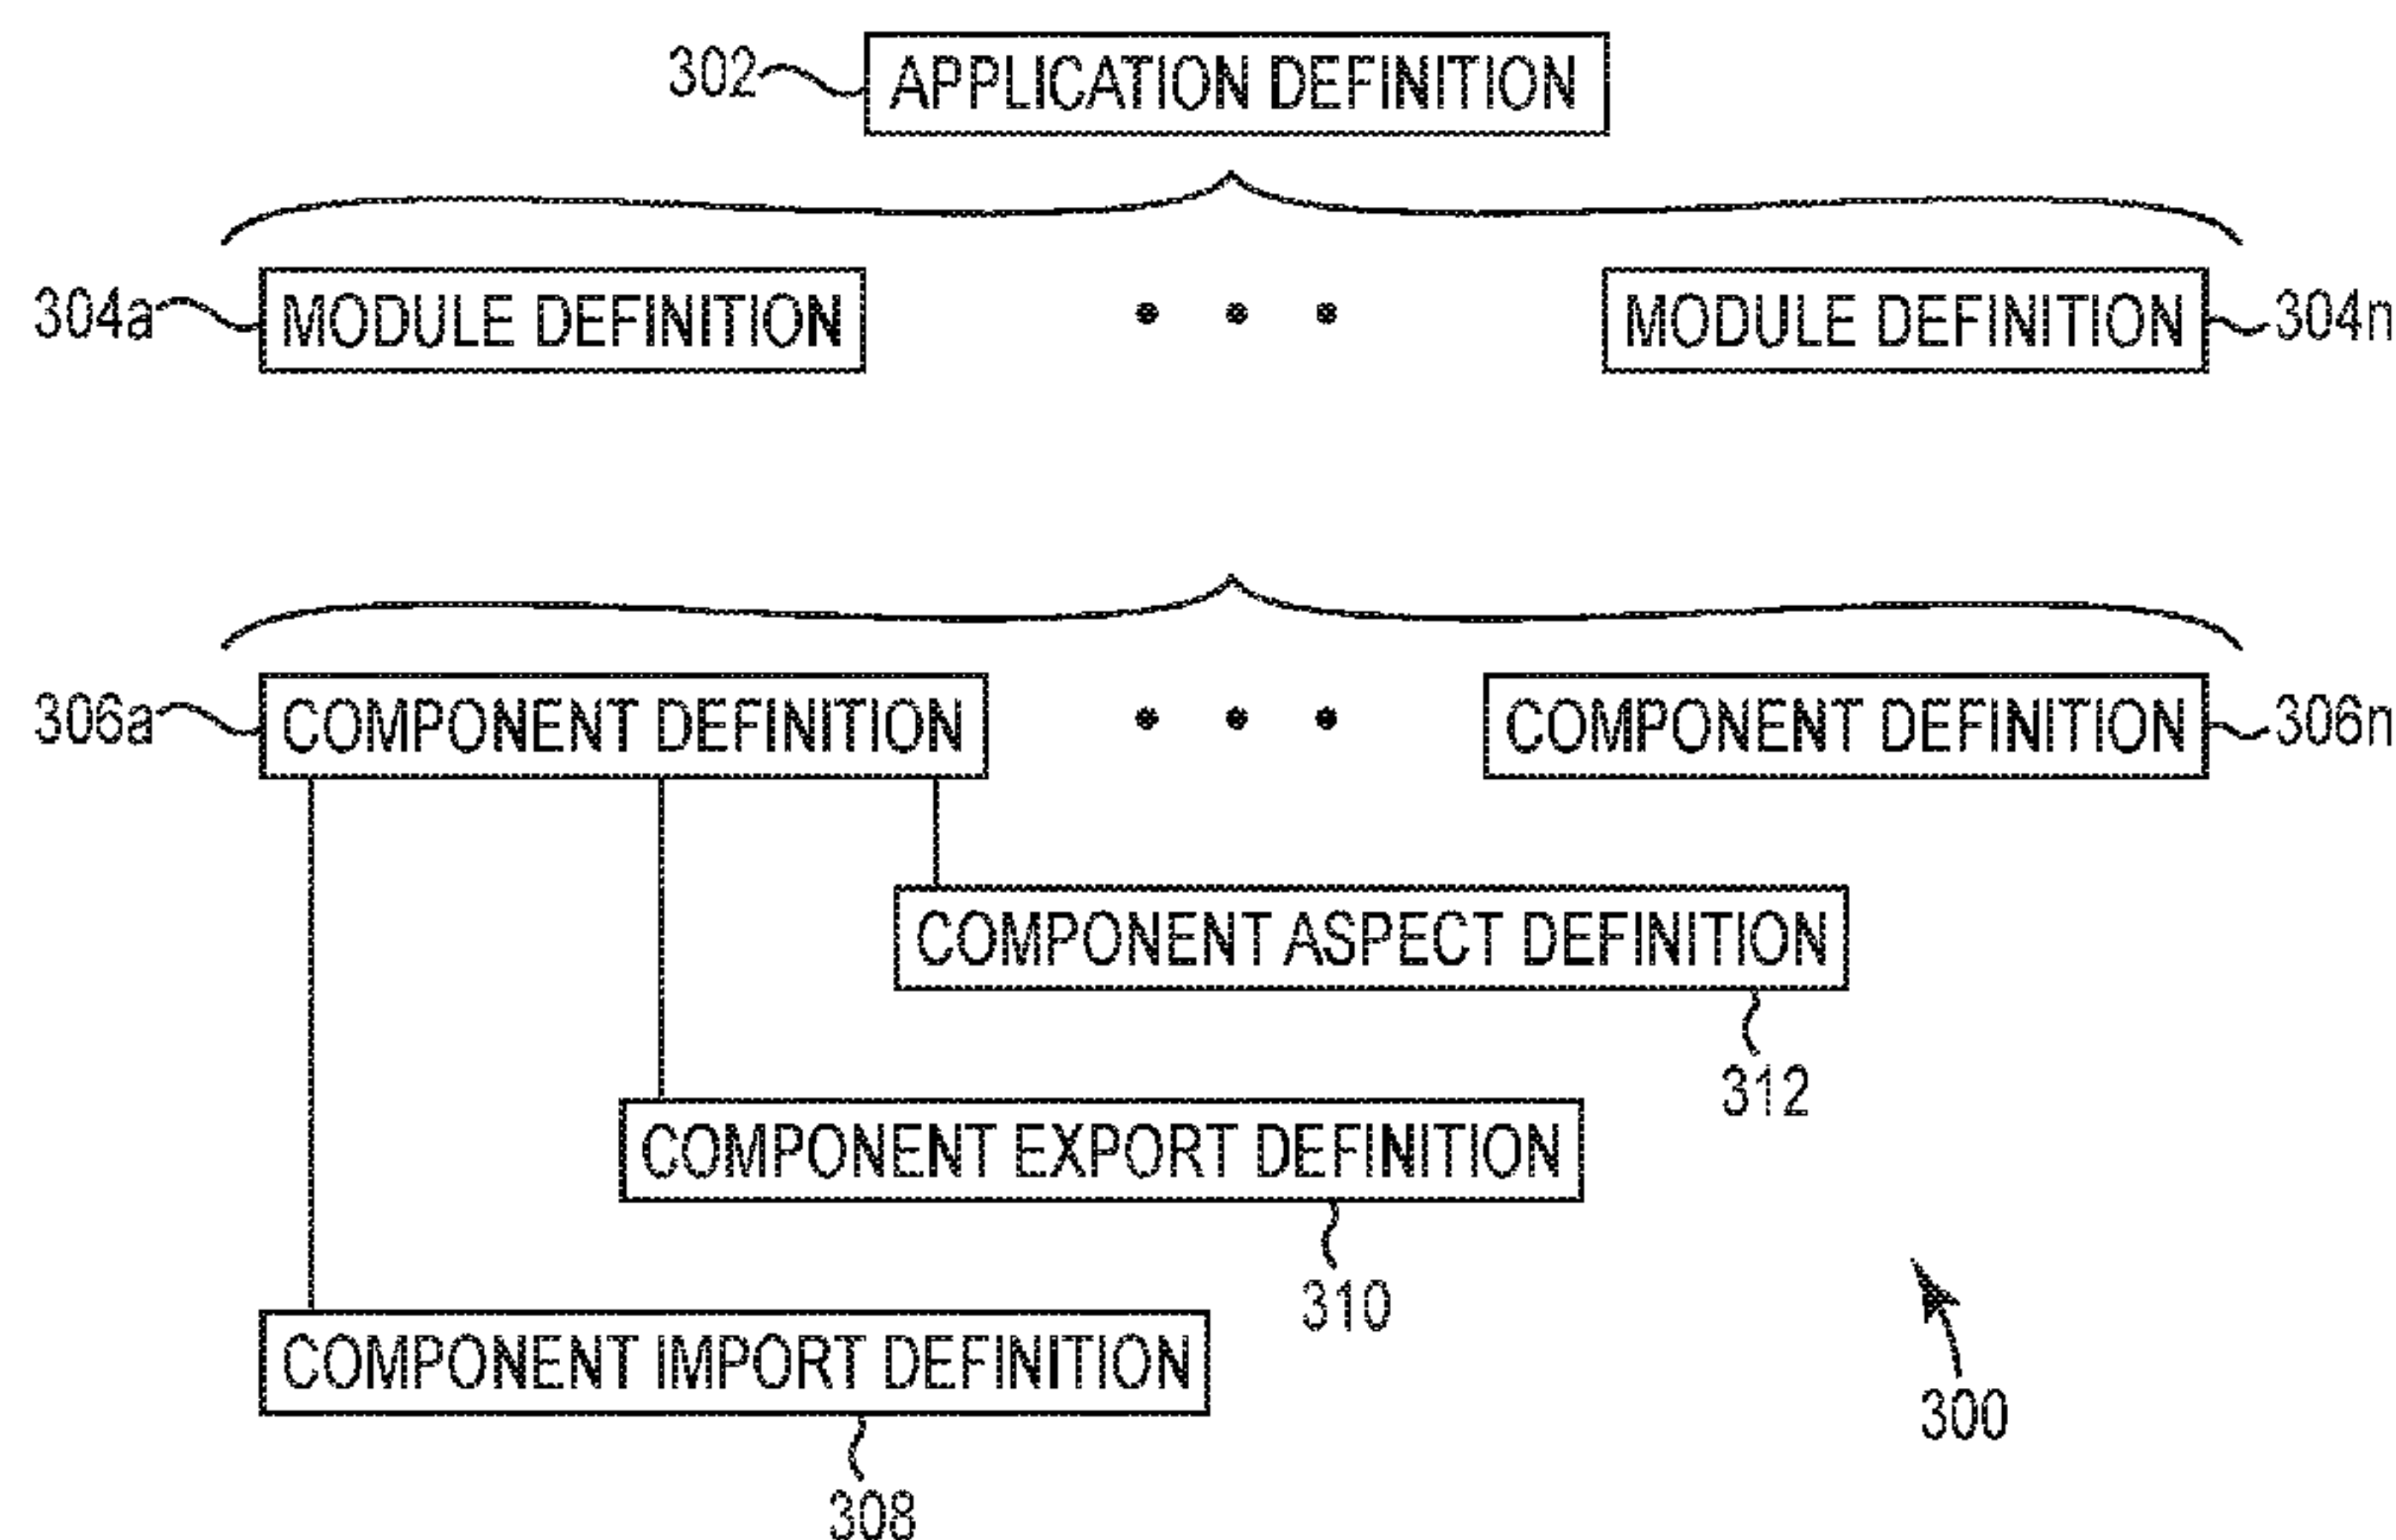 302 APPLICATION DEFINITION
304a MODULE DEFINITION • • • MODULE DEFINITION 304n
306a COMPONENT DEFINITION • • • COMPONENT DEFINITION 306n
COMPONENT ASPECT DEFINITION
312
COMPONENT EXPORT DEFINITION
310
COMPONENT IMPORT DEFINITION
308
300